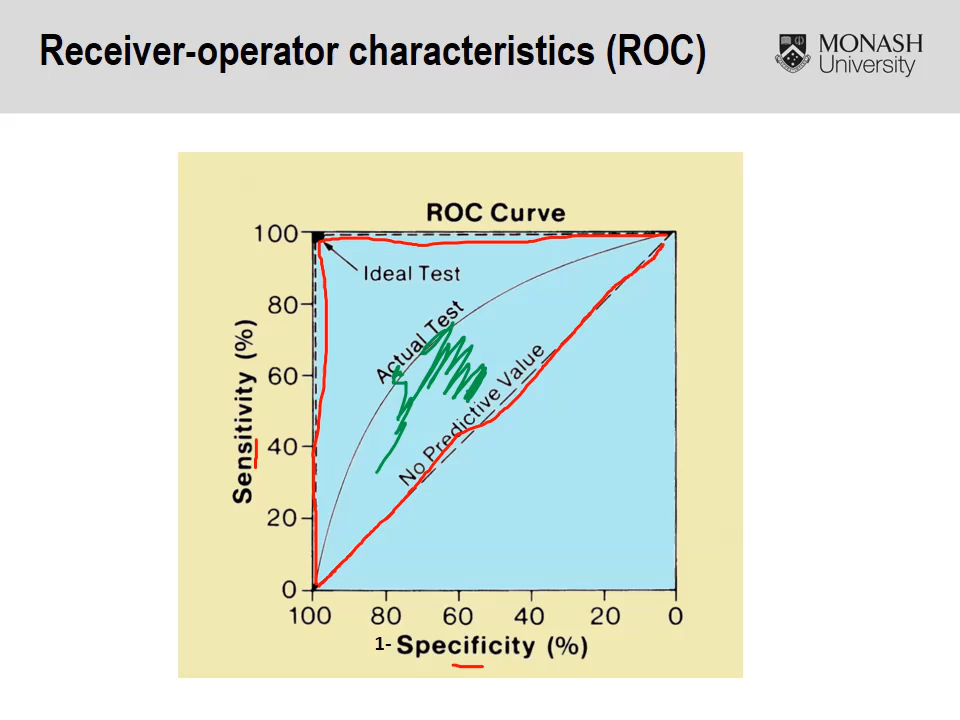 Receiver-operator characteristics (ROC)
MONASH
University
ROC Curve
100
Ideal Test
80
Actual Test
60
No Predictive Value
40
20
0
Sensitivity (%)
100 80 60 40 20 0
1- Specificity (%)